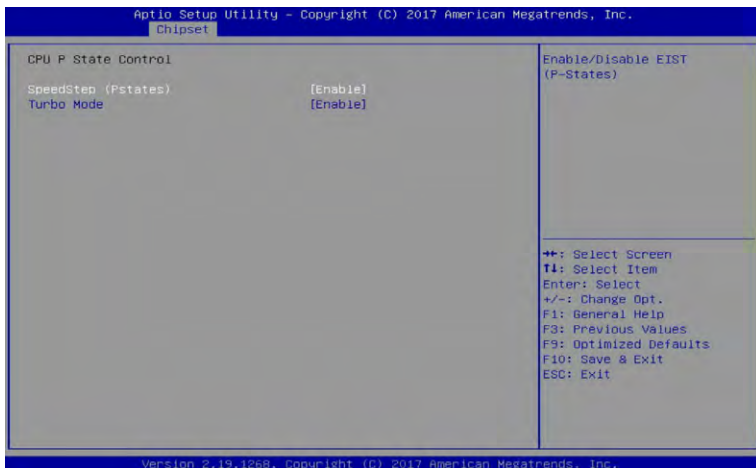 Aptio Setup Utility – Copyright (C) 2017 American Megatrends, Inc.
Chipset
CPU P State Control
SpeedStep (Pstates) [Enable]
Turbo Mode [Enable]
Enable/Disable EIST
(P-States)
→←: Select Screen
↑↓: Select Item
Enter: Select
+/-: Change Opt.
F1: General Help
F3: Previous Values
F9: Optimized Defaults
F10: Save & Exit
ESC: Exit
Version 2.19.1268. Copyright (C) 2017 American Megatrends, Inc.